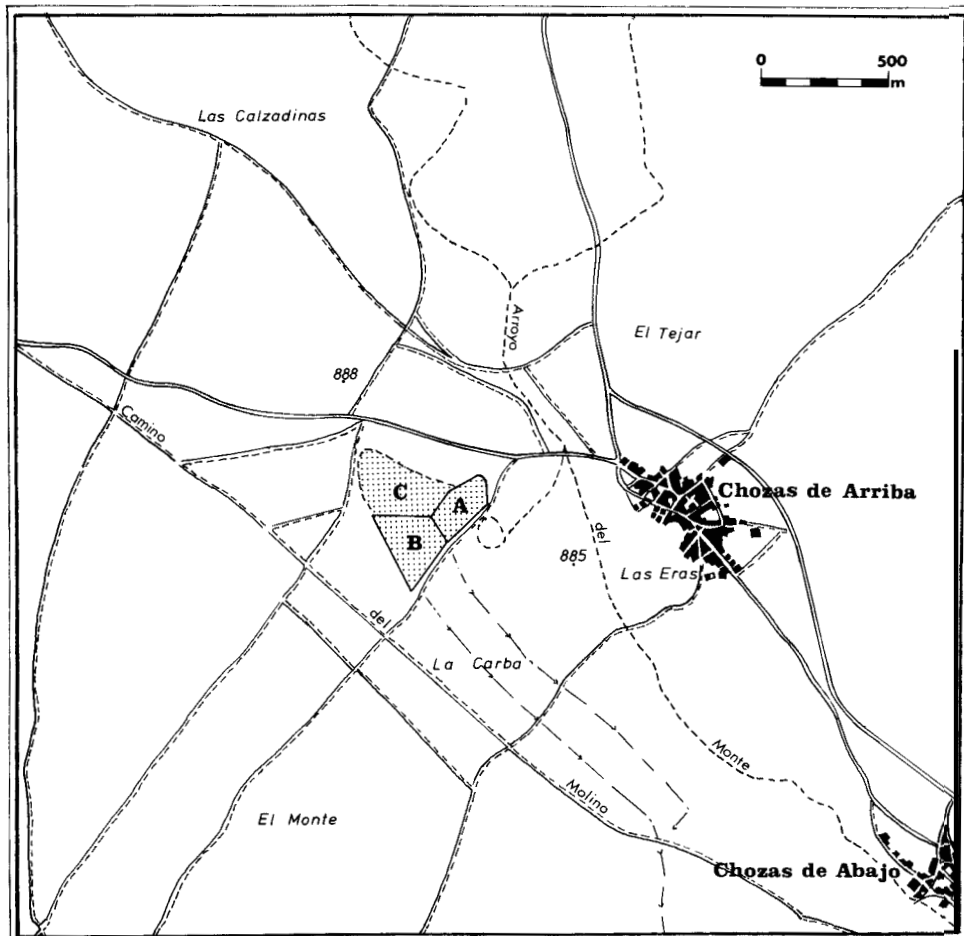 0 500
m
Las Calzadinas
Arroyo
El Tejar
888
Camino
C
A
Chozas de Arriba
B
del
885
Las Eras
del
La Carba
Monte
Molino
El Monte
Chozas de Abajo